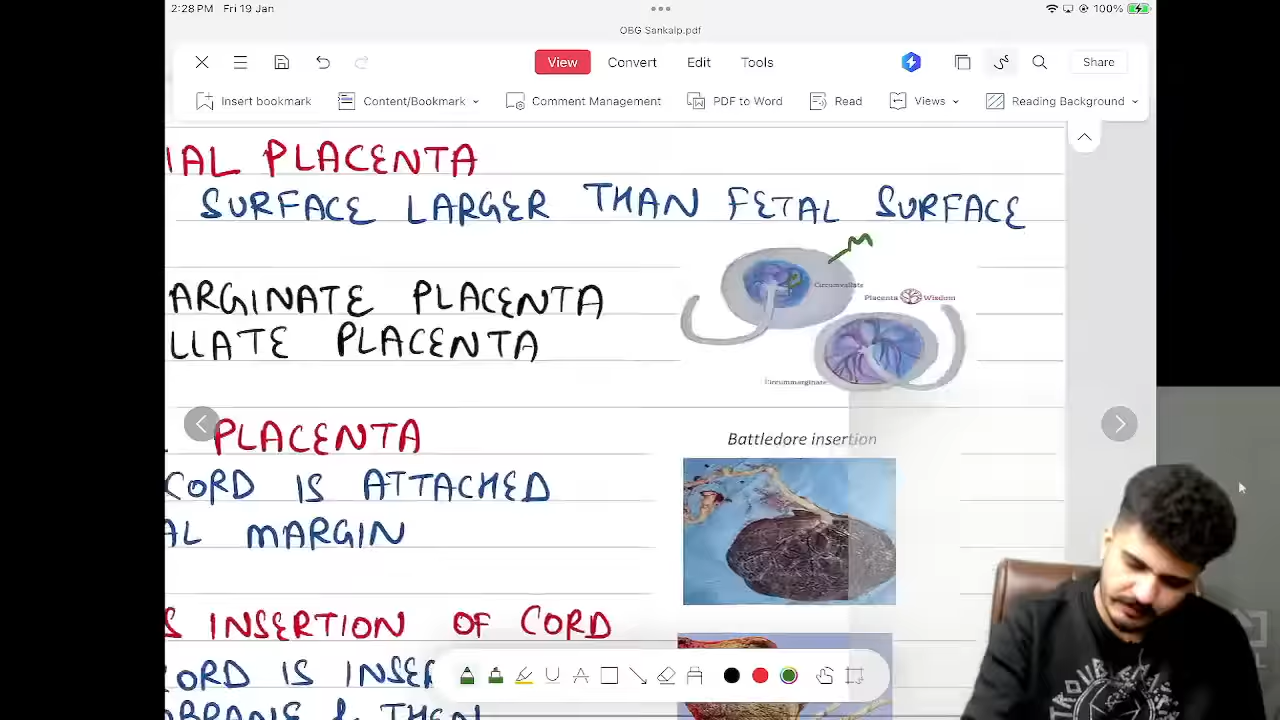 2:28 PM Fri 19 Jan
100%
OBG Sankalp.pdf
View Convert Edit Tools
Share
Insert bookmark Content/Bookmark Comment Management PDF to Word Read Views Reading Background
IAL PLACENTA
SURFACE LARGER THAN FETAL SURFACE
M
Circumvallate
ARGINATE PLACENTA
Placenta Wisdom
LLATE PLACENTA
Circummarginate
PLACENTA
Battledore insertion
CORD IS ATTACHED
AL MARGIN
S INSERTION OF CORD
CORD IS INSER
BRANE & THEN